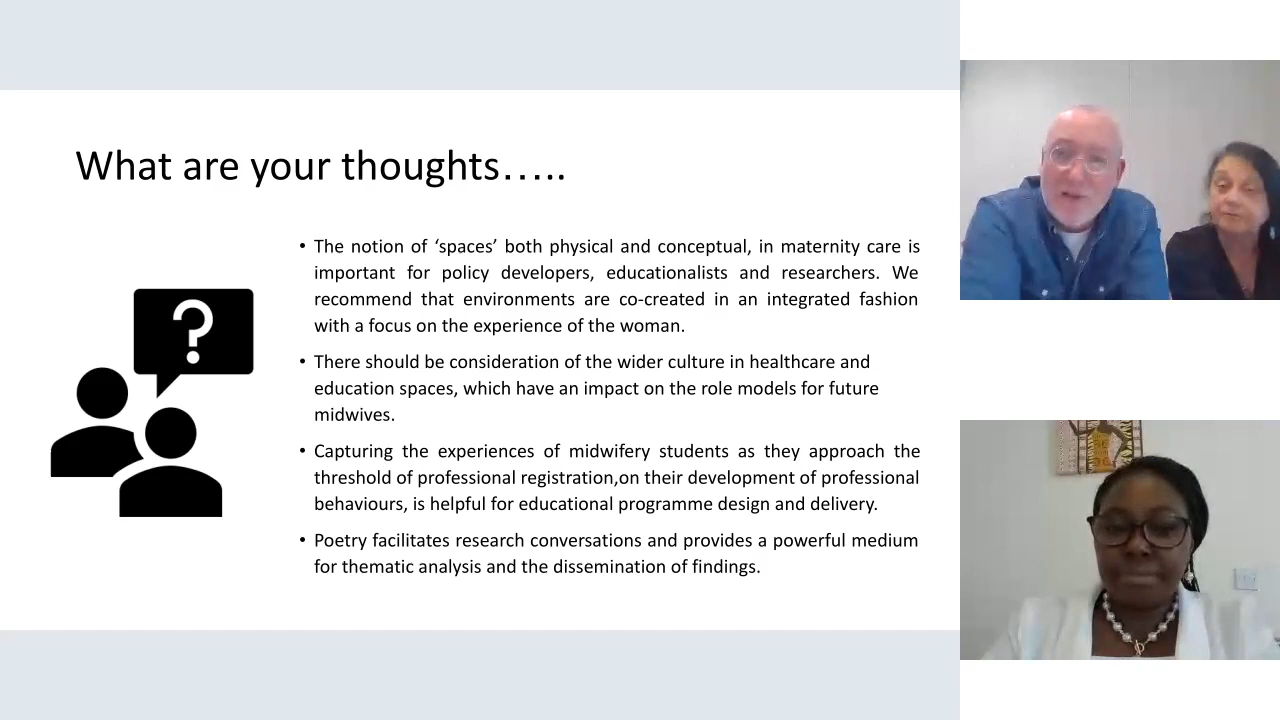 What are your thoughts…..
• The notion of ‘spaces’ both physical and conceptual, in maternity care is
important for policy developers, educationalists and researchers. We
recommend that environments are co-created in an integrated fashion
with a focus on the experience of the woman.
• There should be consideration of the wider culture in healthcare and
education spaces, which have an impact on the role models for future
midwives.
• Capturing the experiences of midwifery students as they approach the
threshold of professional registration,on their development of professional
behaviours, is helpful for educational programme design and delivery.
• Poetry facilitates research conversations and provides a powerful medium
for thematic analysis and the dissemination of findings.
?